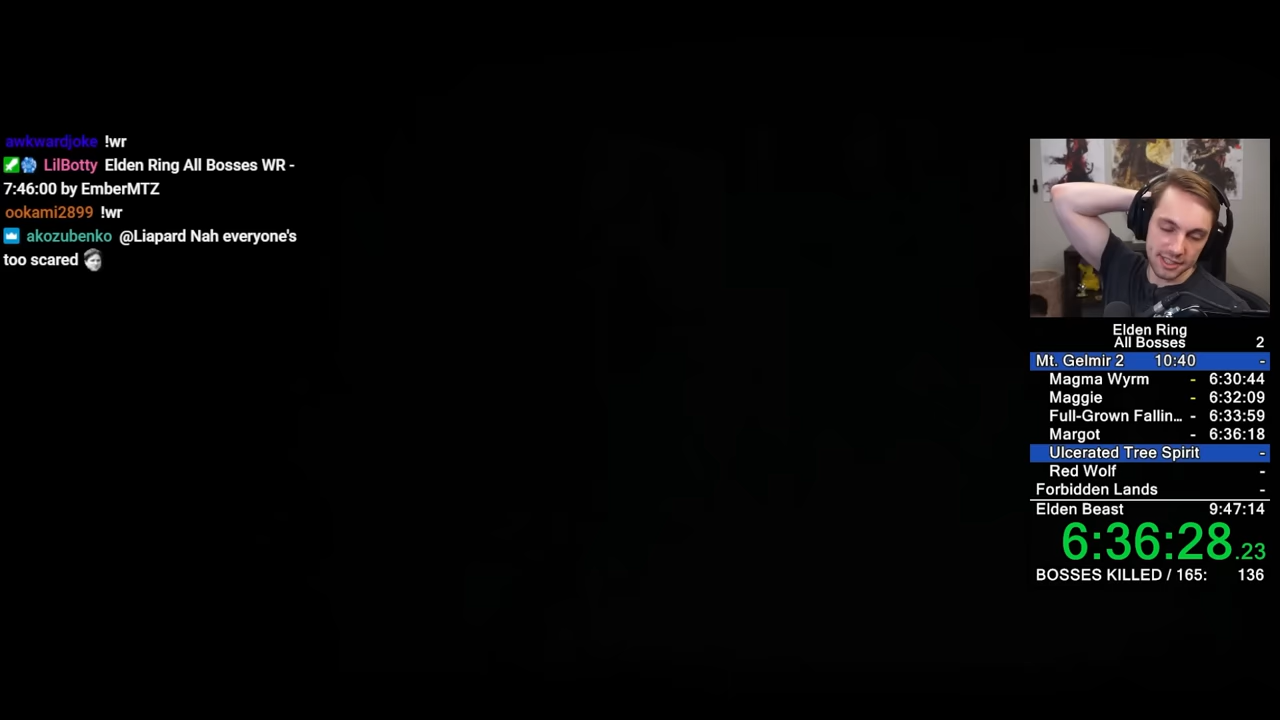 awkwardjoke !wr
LilBotty Elden Ring All Bosses WR -
7:46:00 by EmberMTZ
ookami2899 !wr
akozubenko @Liapard Nah everyone's
too scared
Elden Ring
All Bosses 2
Mt. Gelmir 2 10:40 -
Magma Wyrm - 6:30:44
Maggie - 6:32:09
Full-Grown Fallin… - 6:33:59
Margot - 6:36:18
Ulcerated Tree Spirit -
Red Wolf -
Forbidden Lands -
Elden Beast 9:47:14
6:36:28.23
BOSSES KILLED / 165: 136